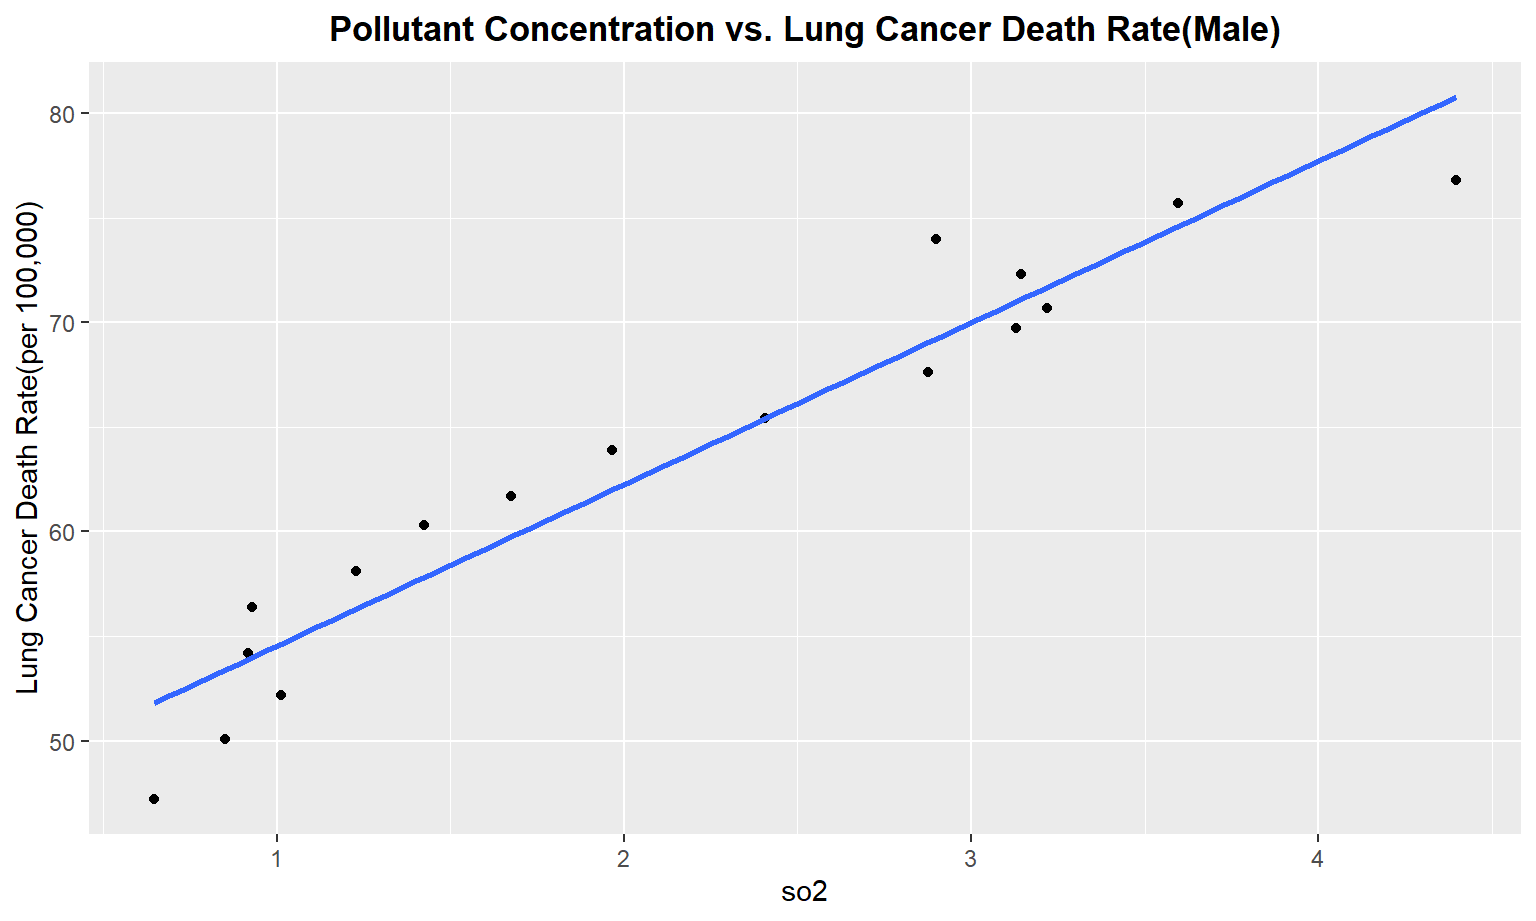 Pollutant Concentration vs. Lung Cancer Death Rate(Male)
Lung Cancer Death Rate(per 100,000)
80
70
60
50
1
2
3
4
so2